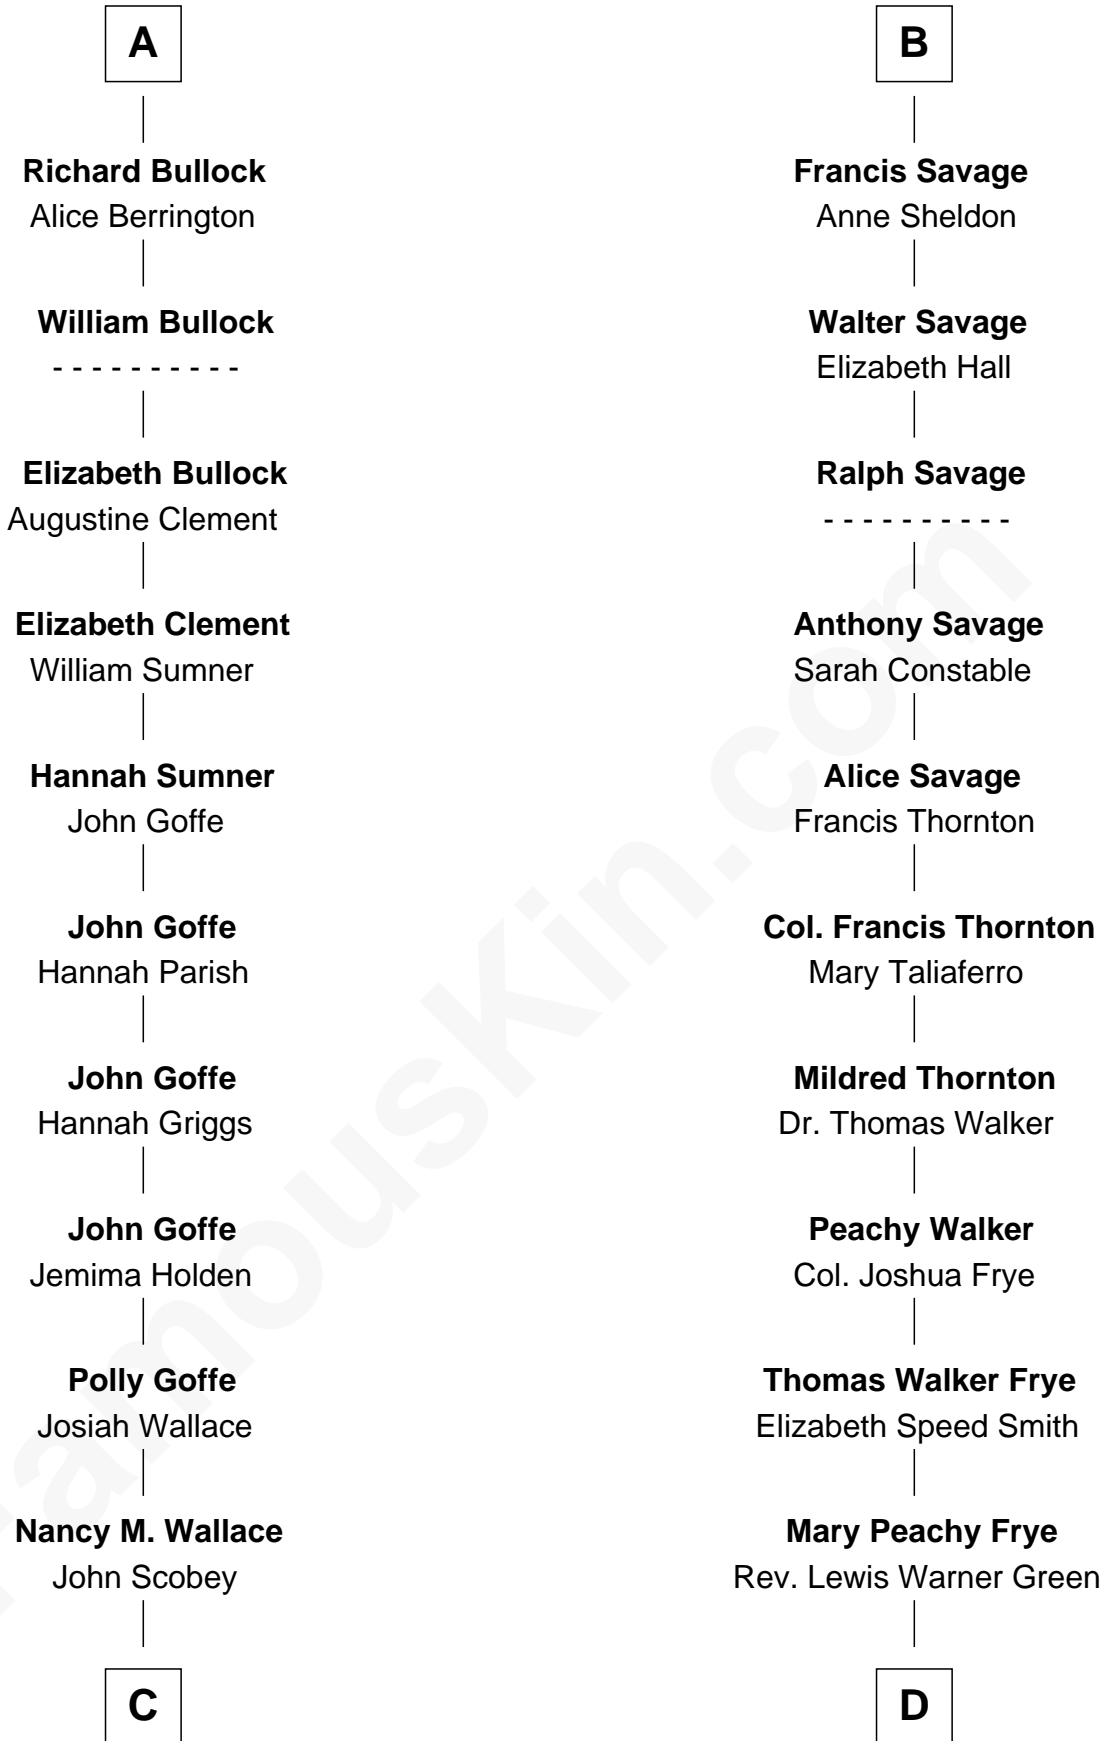 A
Richard Bullock
Alice Berrington
William Bullock
- - - - - - - - - -
Elizabeth Bullock
Augustine Clement
Elizabeth Clement
William Sumner
Hannah Sumner
John Goffe
John Goffe
Hannah Parish
John Goffe
Hannah Griggs
John Goffe
Jemima Holden
Polly Goffe
Josiah Wallace
Nancy M. Wallace
John Scobey
C
B
Francis Savage
Anne Sheldon
Walter Savage
Elizabeth Hall
Ralph Savage
- - - - - - - - - -
Anthony Savage
Sarah Constable
Alice Savage
Francis Thornton
Col. Francis Thornton
Mary Taliaferro
Mildred Thornton
Dr. Thomas Walker
Peachy Walker
Col. Joshua Frye
Thomas Walker Frye
Elizabeth Speed Smith
Mary Peachy Frye
Rev. Lewis Warner Green
D
FamousKin.com